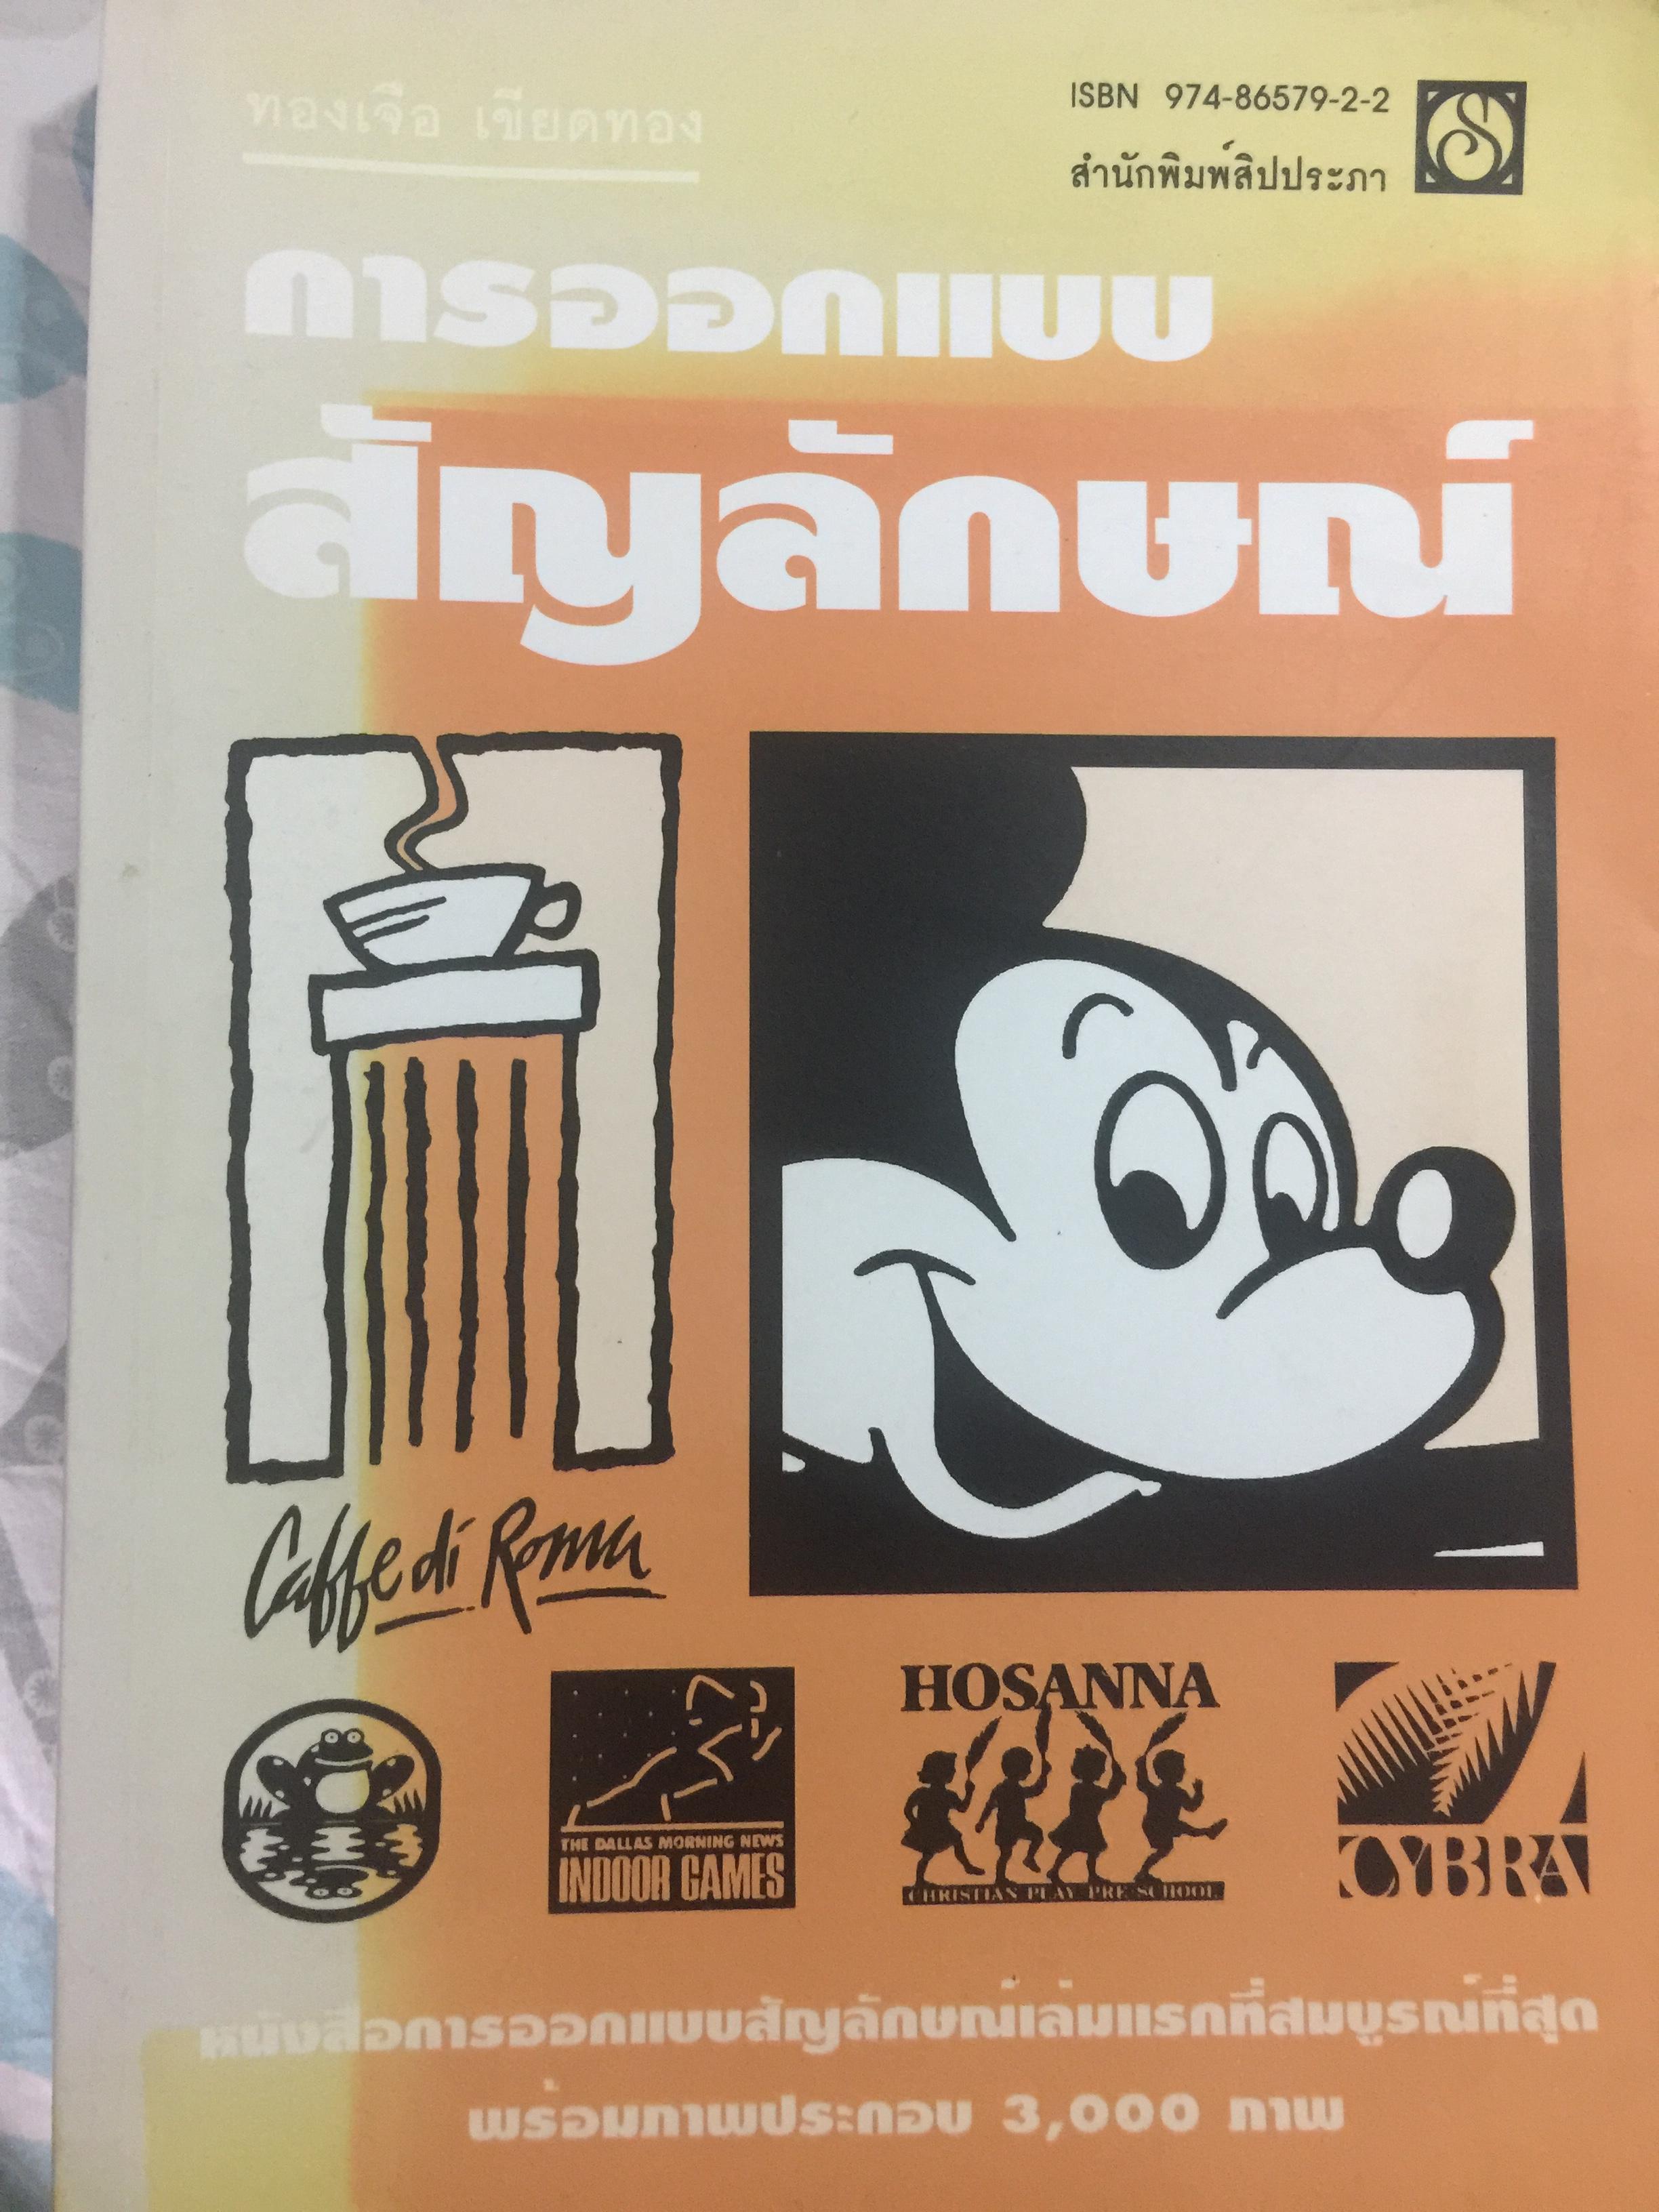 ทองเจือ เขียดทอง
ISBN 974-86579-2-2
สำนักพิมพ์สิปประภา
การออกแบบ
สัญลักษณ์
Caffe di Roma
THE DALLAS MORNING NEWS
INDOOR GAMES
HOSANNA
CHRISTIAN PLAY PRE SCHOOL
CYBRA
หนังสือการออกแบบสัญลักษณ์เล่มแรกที่สมบูรณ์ที่สุด
พร้อมภาพประกอบ 3,000 ภาพ